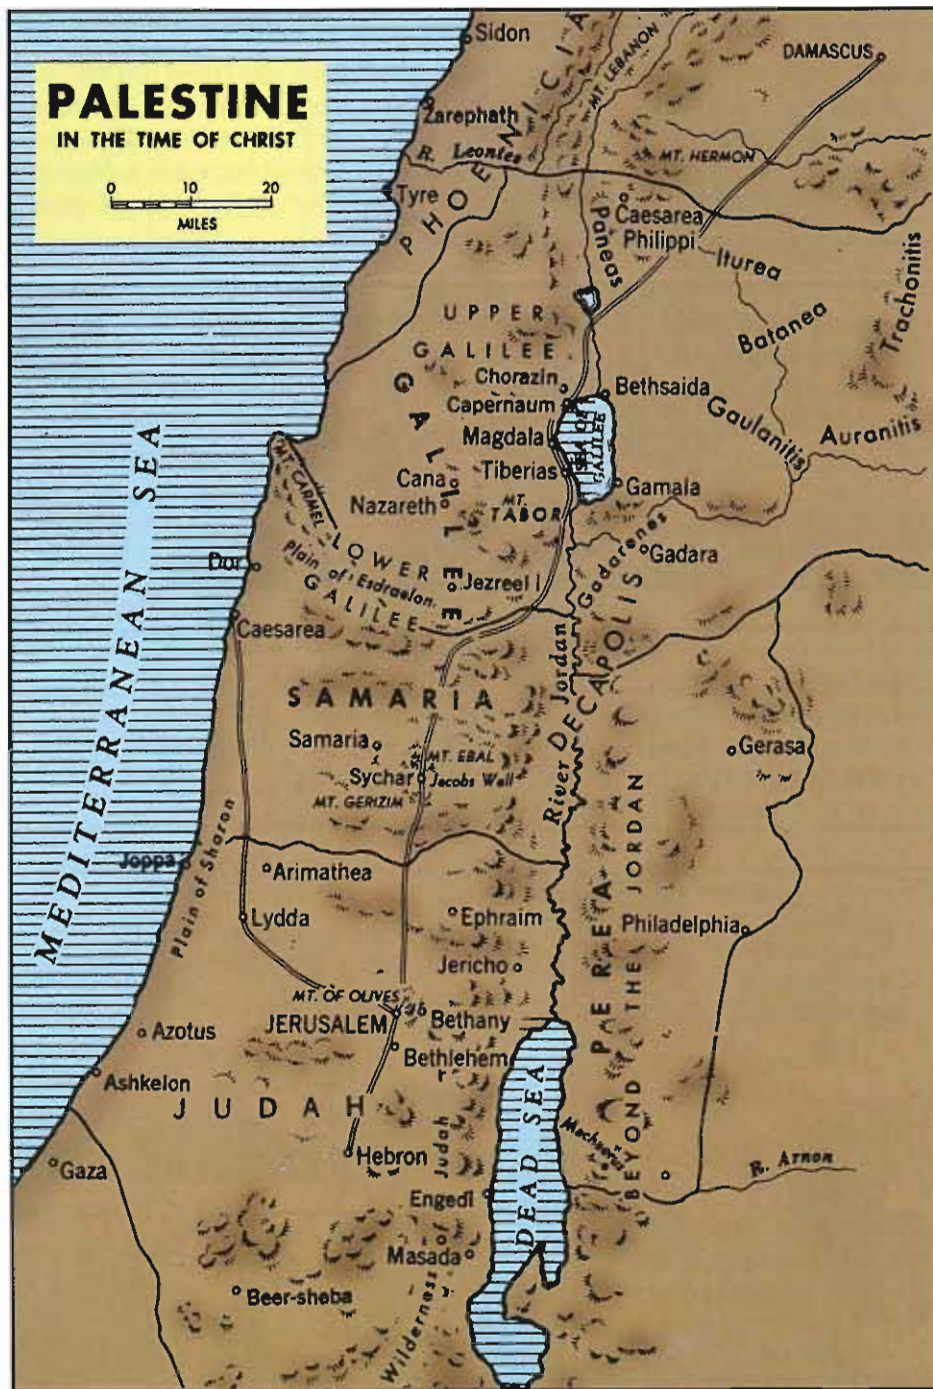 PALESTINE
IN THE TIME OF CHRIST
0 10 20
MILES
Sidon
DAMASCUS
MT. LEBANON
Zarephath
R. Leontes
MT. HERMON
PHOENICIA
Tyre
Caesarea
Philippi
Paneas
Iturea
Trachonitis
Batanea
UPPER
GALILEE
Chorazin
Bethsaida
Capernaum
GALILEE
Magdala
SEA OF
GALILEE
Gaulanitis
Auranitis
Tiberias
Cana
Gamala
Nazareth
MT.
TABOR
MT. CARMEL
LOWER
GALILEE
Plain of Esdraelon
Gadarenes
Gadara
Dor
Jezreel
Caesarea
MEDITERRANEAN SEA
River Jordan
DECAPOLIS
SAMARIA
Samaria
MT. EBAL
Gerasa
Sychar
Jacobs Well
MT. GERIZIM
Plain of Sharon
Joppa
Arimathea
Lydda
Ephraim
PEREA
BEYOND THE JORDAN
Philadelphia
Jericho
MT. OF OLIVES
JERUSALEM
Bethany
Azotus
Bethlehem
Ashkelon
JUDAH
DEAD SEA
Hebron
Gaza
R. Arnon
Engedi
Masada
Beer-sheba
Wilderness of Judah